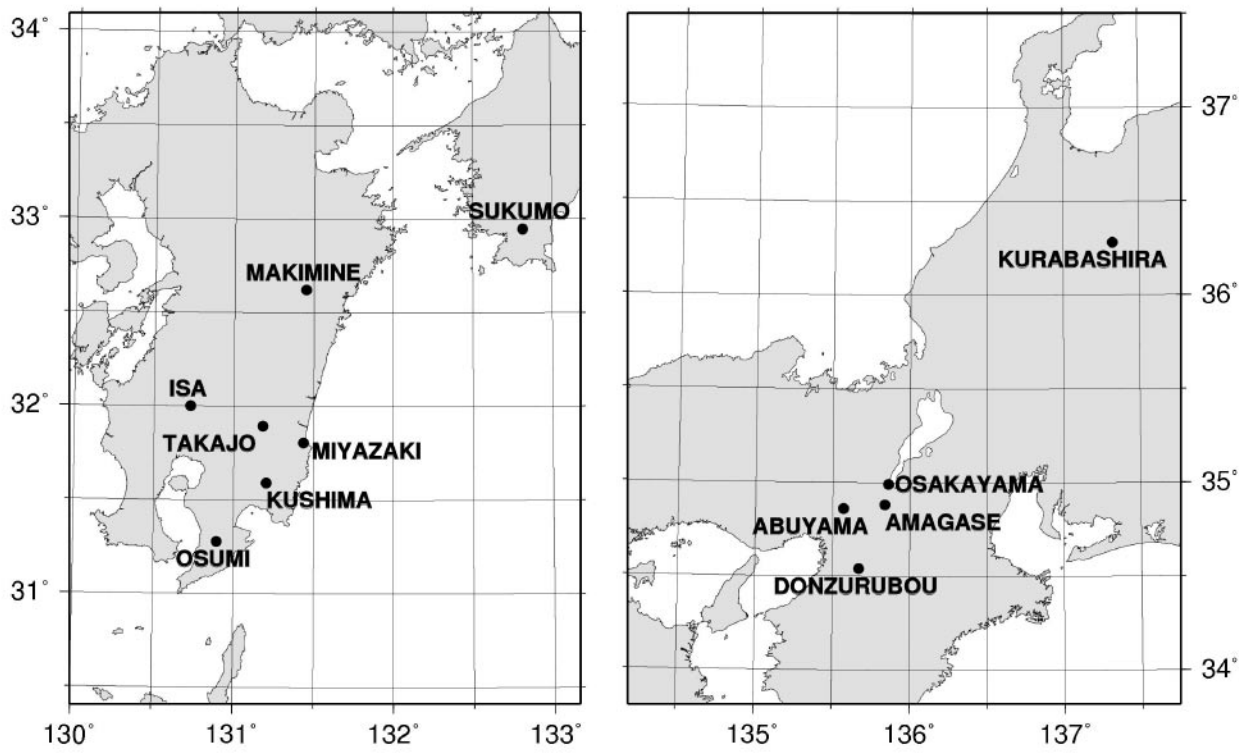 34°
33°
32°
31°
130°
131°
132°
133°
SUKUMO
MAKIMINE
ISA
TAKAJO
MIYAZAKI
KUSHIMA
OSUMI
37°
36°
35°
34°
135°
136°
137°
KURABASHIRA
OSAKAYAMA
ABUYAMA
AMAGASE
DONZURUBOU